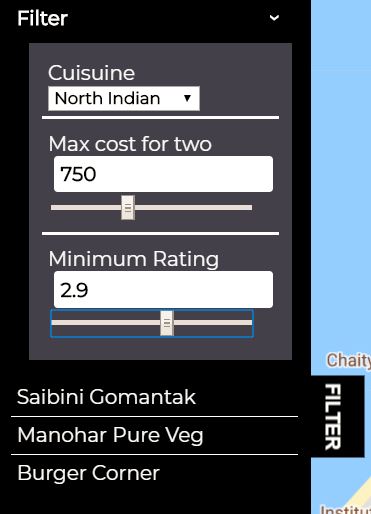 Filter
Cuisuine
North Indian
Max cost for two
750
Minimum Rating
2.9
Saibini Gomantak
Manohar Pure Veg
Burger Corner
Chaity
FILTER
Institut